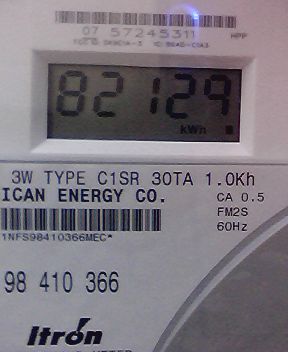 07 57245311 HPP
82129
kWh
3W TYPE C1SR 30TA 1.0Kh
ICAN ENERGY CO. CA 0.5
FM2S
60Hz
1NFS98410366MEC*
98 410 366
Itron